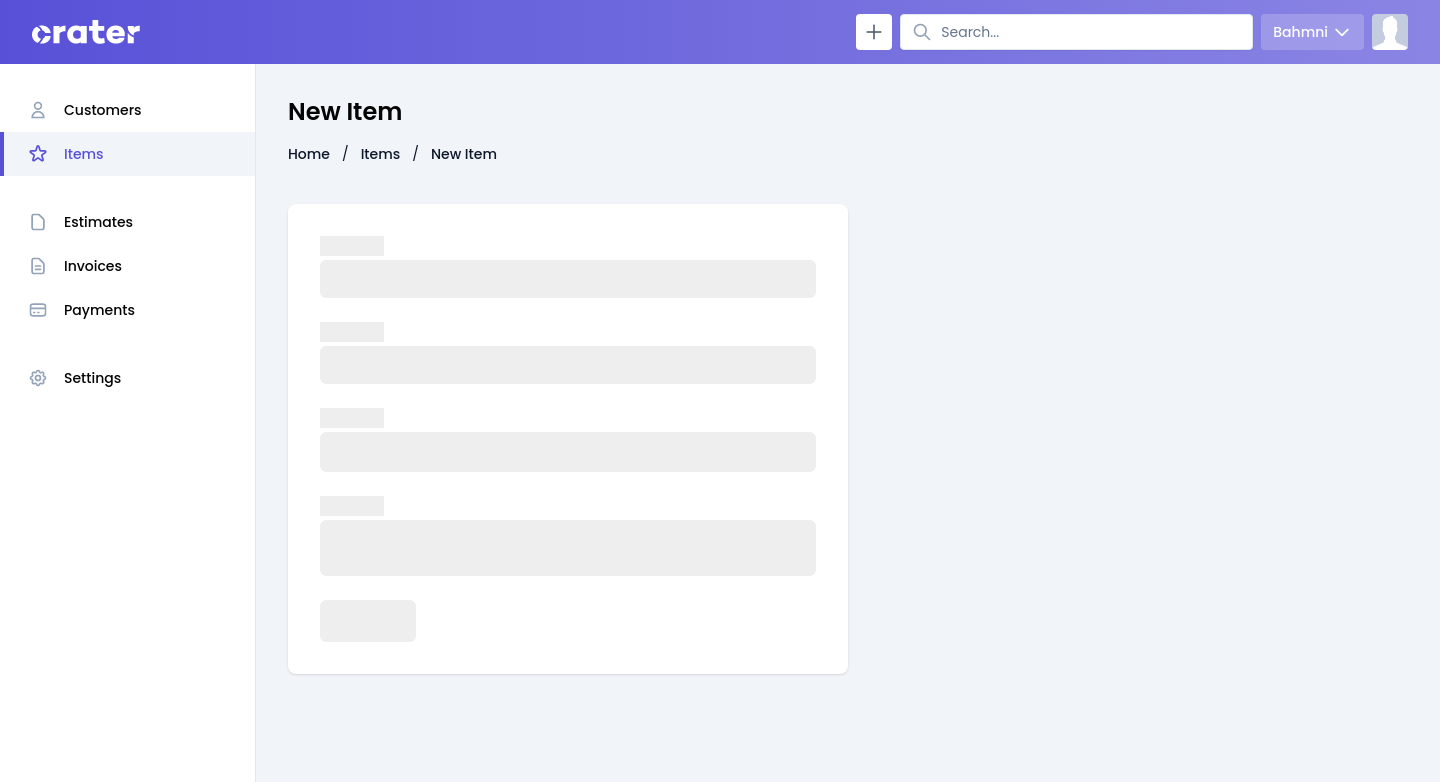 crater
Search...
Bahmni
Customers
Items
Estimates
Invoices
Payments
Settings
New Item
Home / Items / New Item